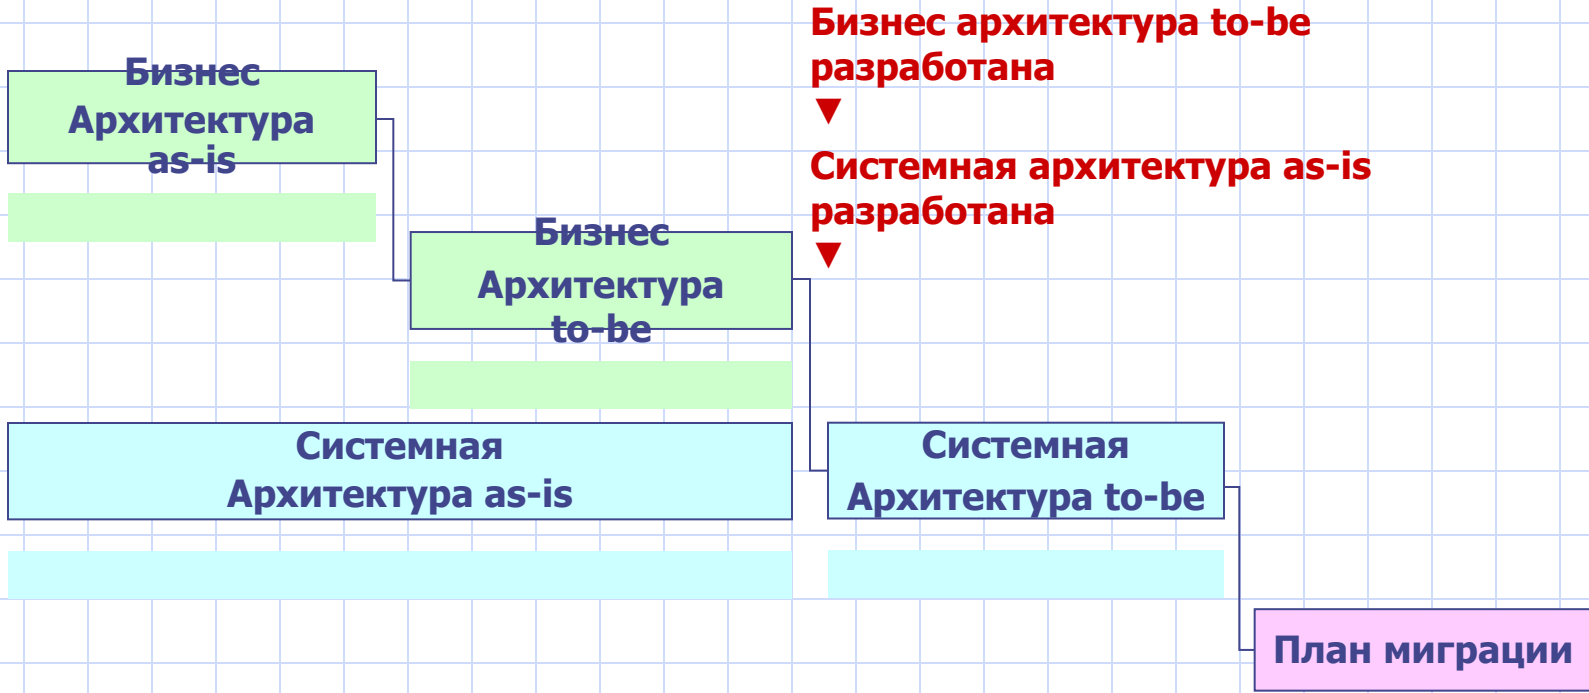 Бизнес архитектура to-be
разработана
Бизнес
Архитектура
as-is
Системная архитектура as-is
разработана
Бизнес
Архитектура
to-be
Системная
Архитектура as-is
Системная
Архитектура to-be
План миграции